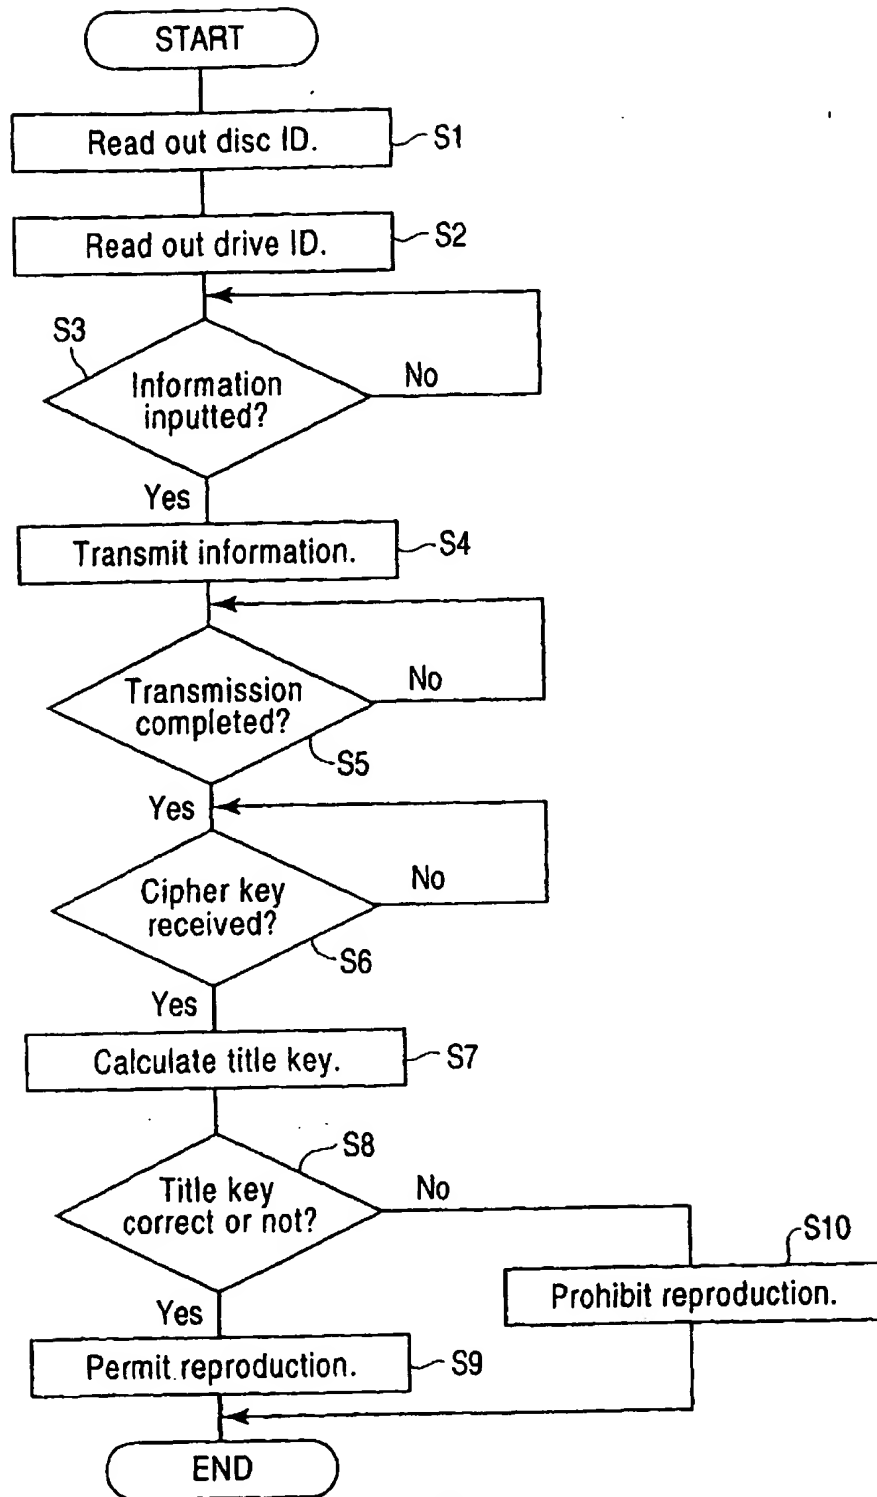 START
Read out disc ID.
S1
Read out drive ID.
S2
S3
Information
inputted?
No
Yes
Transmit information.
S4
Transmission
completed?
No
S5
Yes
Cipher key
received?
No
S6
Yes
Calculate title key.
S7
S8
Title key
correct or not?
No
S10
Prohibit reproduction.
Yes
Permit reproduction.
S9
END